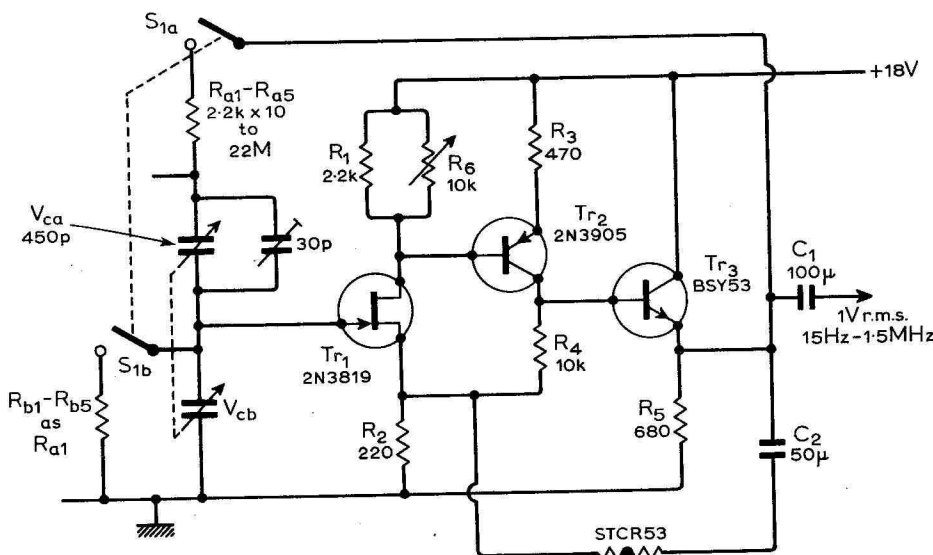 S1a
+18V
Ra1-Ra5
2·2k x 10
to
22M
R1
2·2k
R6
10k
R3
470
Vca
450p
30p
Tr2
2N3905
Tr3
BSY53
C1
100μ
1V r.m.s.
15Hz-1·5MHz
S1b
Tr1
2N3819
R4
10k
Rb1-Rb5
as
Ra1
Vcb
R2
220
R5
680
C2
50μ
STCR53